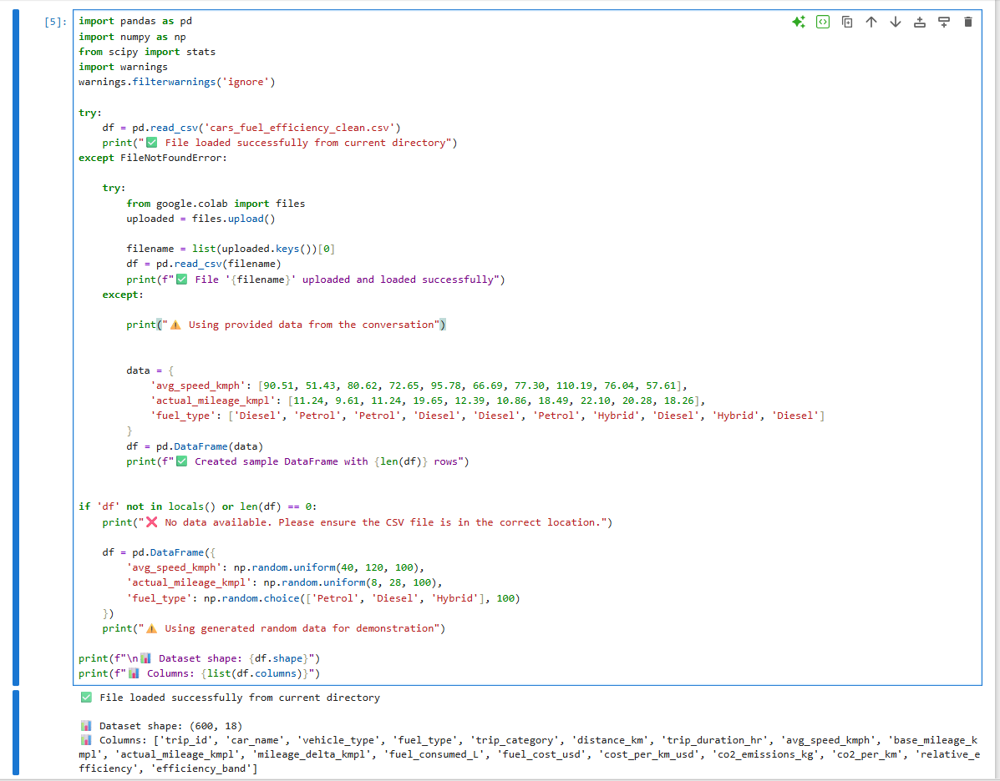 [5]:
import pandas as pd
import numpy as np
from scipy import stats
import warnings
warnings.filterwarnings('ignore')
try:
    df = pd.read_csv('cars_fuel_efficiency_clean.csv')
    print("✅ File loaded successfully from current directory")
except FileNotFoundError:
    try:
        from google.colab import files
        uploaded = files.upload()
        filename = list(uploaded.keys())[0]
        df = pd.read_csv(filename)
        print(f"✅ File '{filename}' uploaded and loaded successfully")
    except:
        print("⚠️ Using provided data from the conversation")
        data = {
            'avg_speed_kmph': [90.51, 51.43, 80.62, 72.65, 95.78, 66.69, 77.30, 110.19, 76.04, 57.61],
            'actual_mileage_kmpl': [11.24, 9.61, 11.24, 19.65, 12.39, 10.86, 18.49, 22.10, 20.28, 18.26],
            'fuel_type': ['Diesel', 'Petrol', 'Petrol', 'Diesel', 'Diesel', 'Petrol', 'Hybrid', 'Diesel', 'Hybrid', 'Diesel']
        }
        df = pd.DataFrame(data)
        print(f"✅ Created sample DataFrame with {len(df)} rows")
if 'df' not in locals() or len(df) == 0:
    print("❌ No data available. Please ensure the CSV file is in the correct location.")
    df = pd.DataFrame({
        'avg_speed_kmph': np.random.uniform(40, 120, 100),
        'actual_mileage_kmpl': np.random.uniform(8, 28, 100),
        'fuel_type': np.random.choice(['Petrol', 'Diesel', 'Hybrid'], 100)
    })
    print("⚠️ Using generated random data for demonstration")
print(f"\n📊 Dataset shape: {df.shape}")
print(f"📊 Columns: {list(df.columns)}")
✅ File loaded successfully from current directory
📊 Dataset shape: (600, 18)
📊 Columns: ['trip_id', 'car_name', 'vehicle_type', 'fuel_type', 'trip_category', 'distance_km', 'trip_duration_hr', 'avg_speed_kmph', 'base_mileage_k
mpl', 'actual_mileage_kmpl', 'mileage_delta_kmpl', 'fuel_consumed_L', 'fuel_cost_usd', 'cost_per_km_usd', 'co2_emissions_kg', 'co2_per_km', 'relative_e
fficiency', 'efficiency_band']